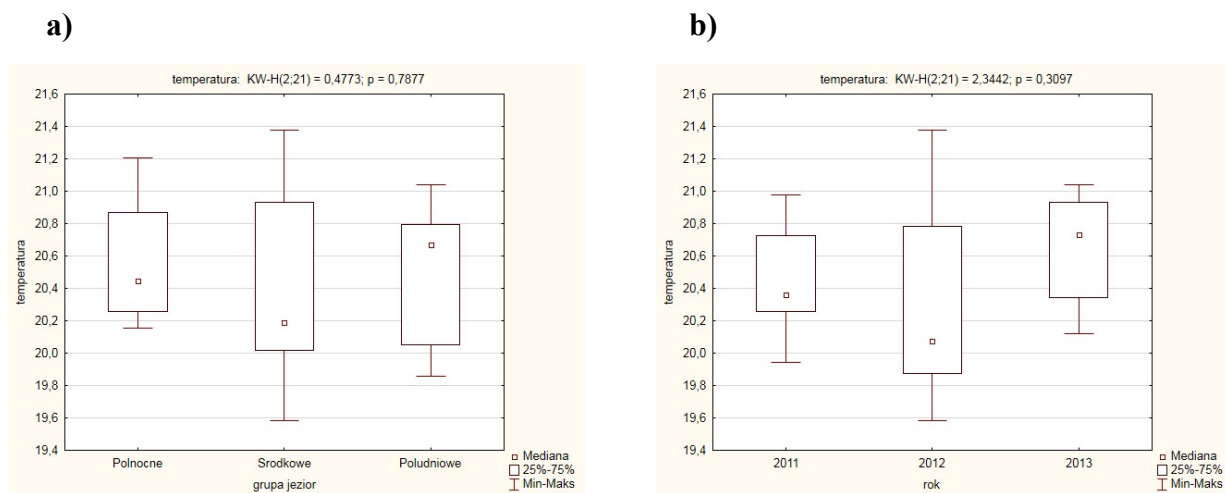 a)
temperatura: KW-H(2;21) = 0,4773; p = 0,7877
21,6
21,4
21,2
21,0
20,8
20,6
20,4
20,2
20,0
19,8
19,6
19,4
temperatura
Polnocne
Srodkowe
Poludniowe
grupa jezior
Mediana
25%-75%
Min-Maks
b)
temperatura: KW-H(2;21) = 2,3442; p = 0,3097
21,6
21,4
21,2
21,0
20,8
20,6
20,4
20,2
20,0
19,8
19,6
19,4
temperatura
2011
2012
2013
rok
Mediana
25%-75%
Min-Maks